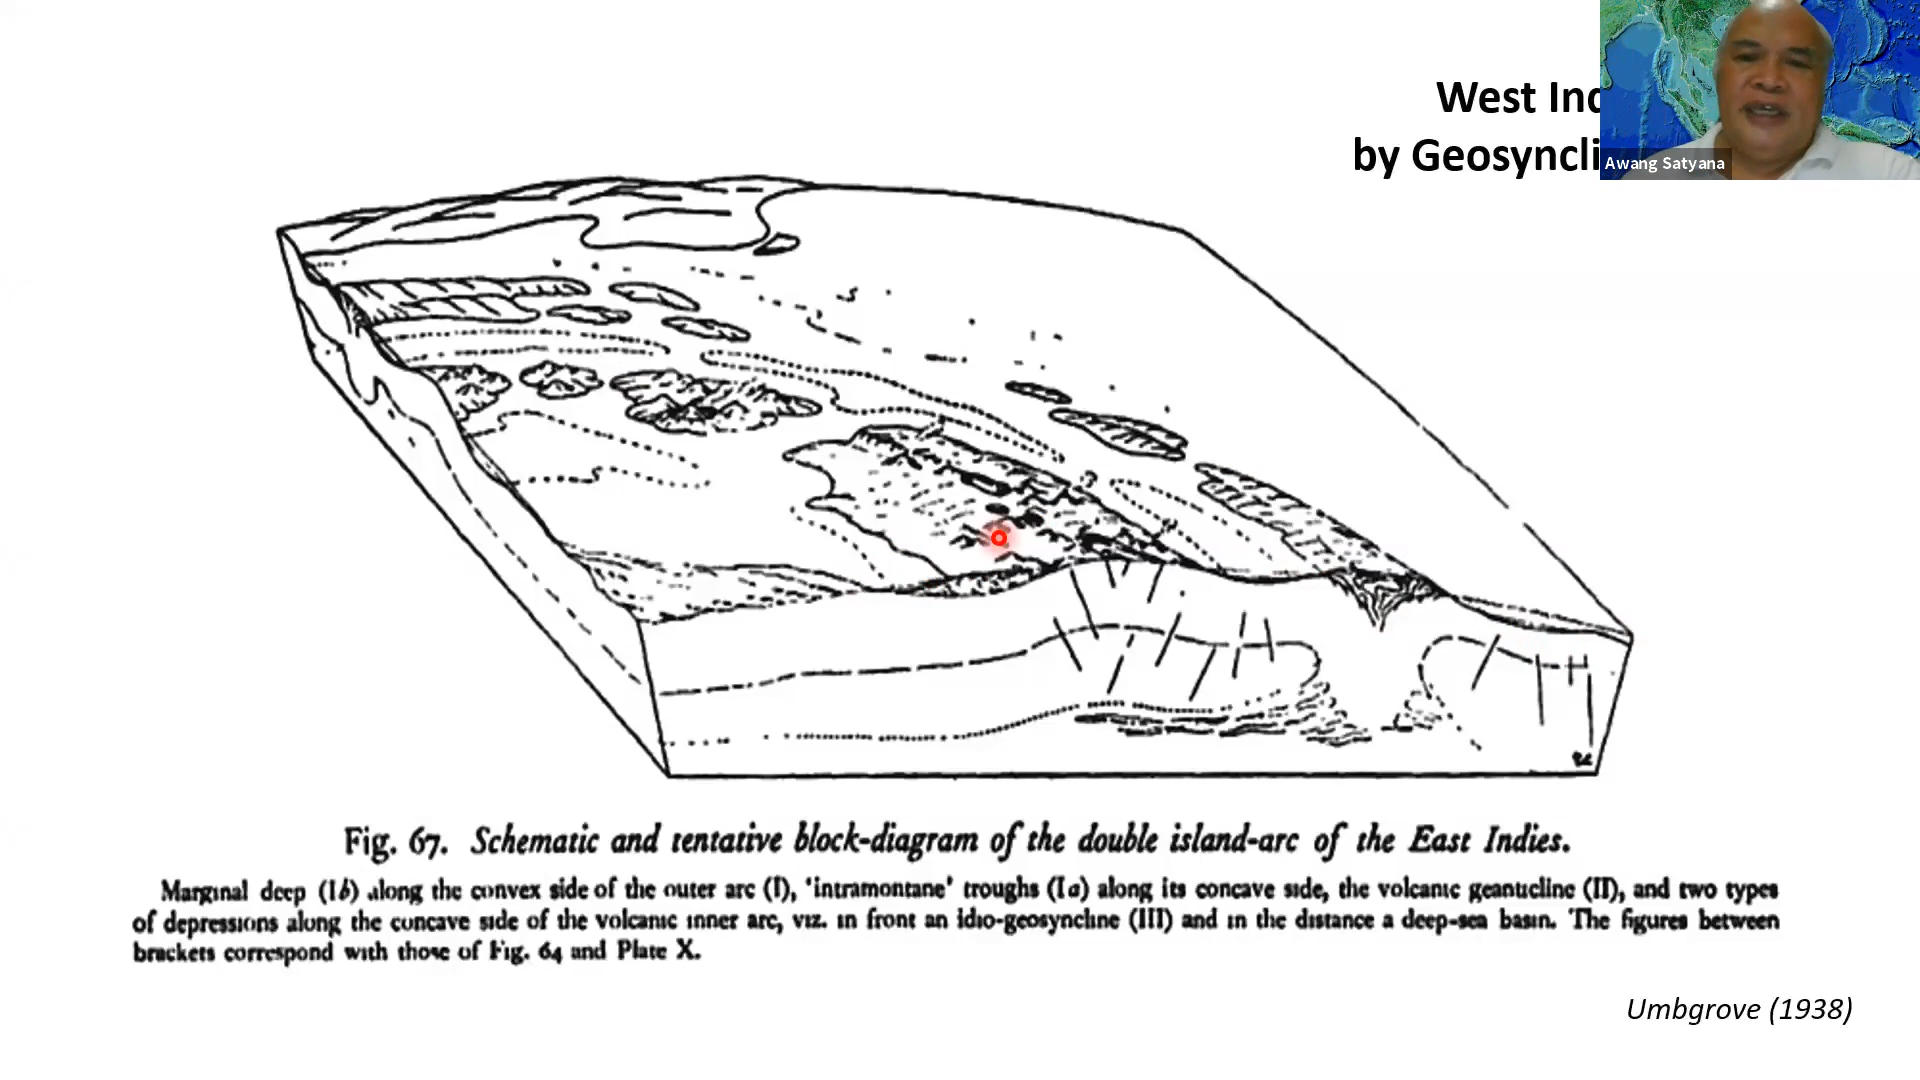 West Ind
by Geosyncli
Awang Satyana
Fig. 67. Schematic and tentative block-diagram of the double island-arc of the East Indies.
Marginal deep (Ib) along the convex side of the outer arc (I), 'intramontane' troughs (Ia) along its concave side, the volcanic geanticline (II), and two types
of depressions along the concave side of the volcanic inner arc, viz. in front an idio-geosyncline (III) and in the distance a deep-sea basin. The figures between
brackets correspond with those of Fig. 64 and Plate X.
Umbgrove (1938)